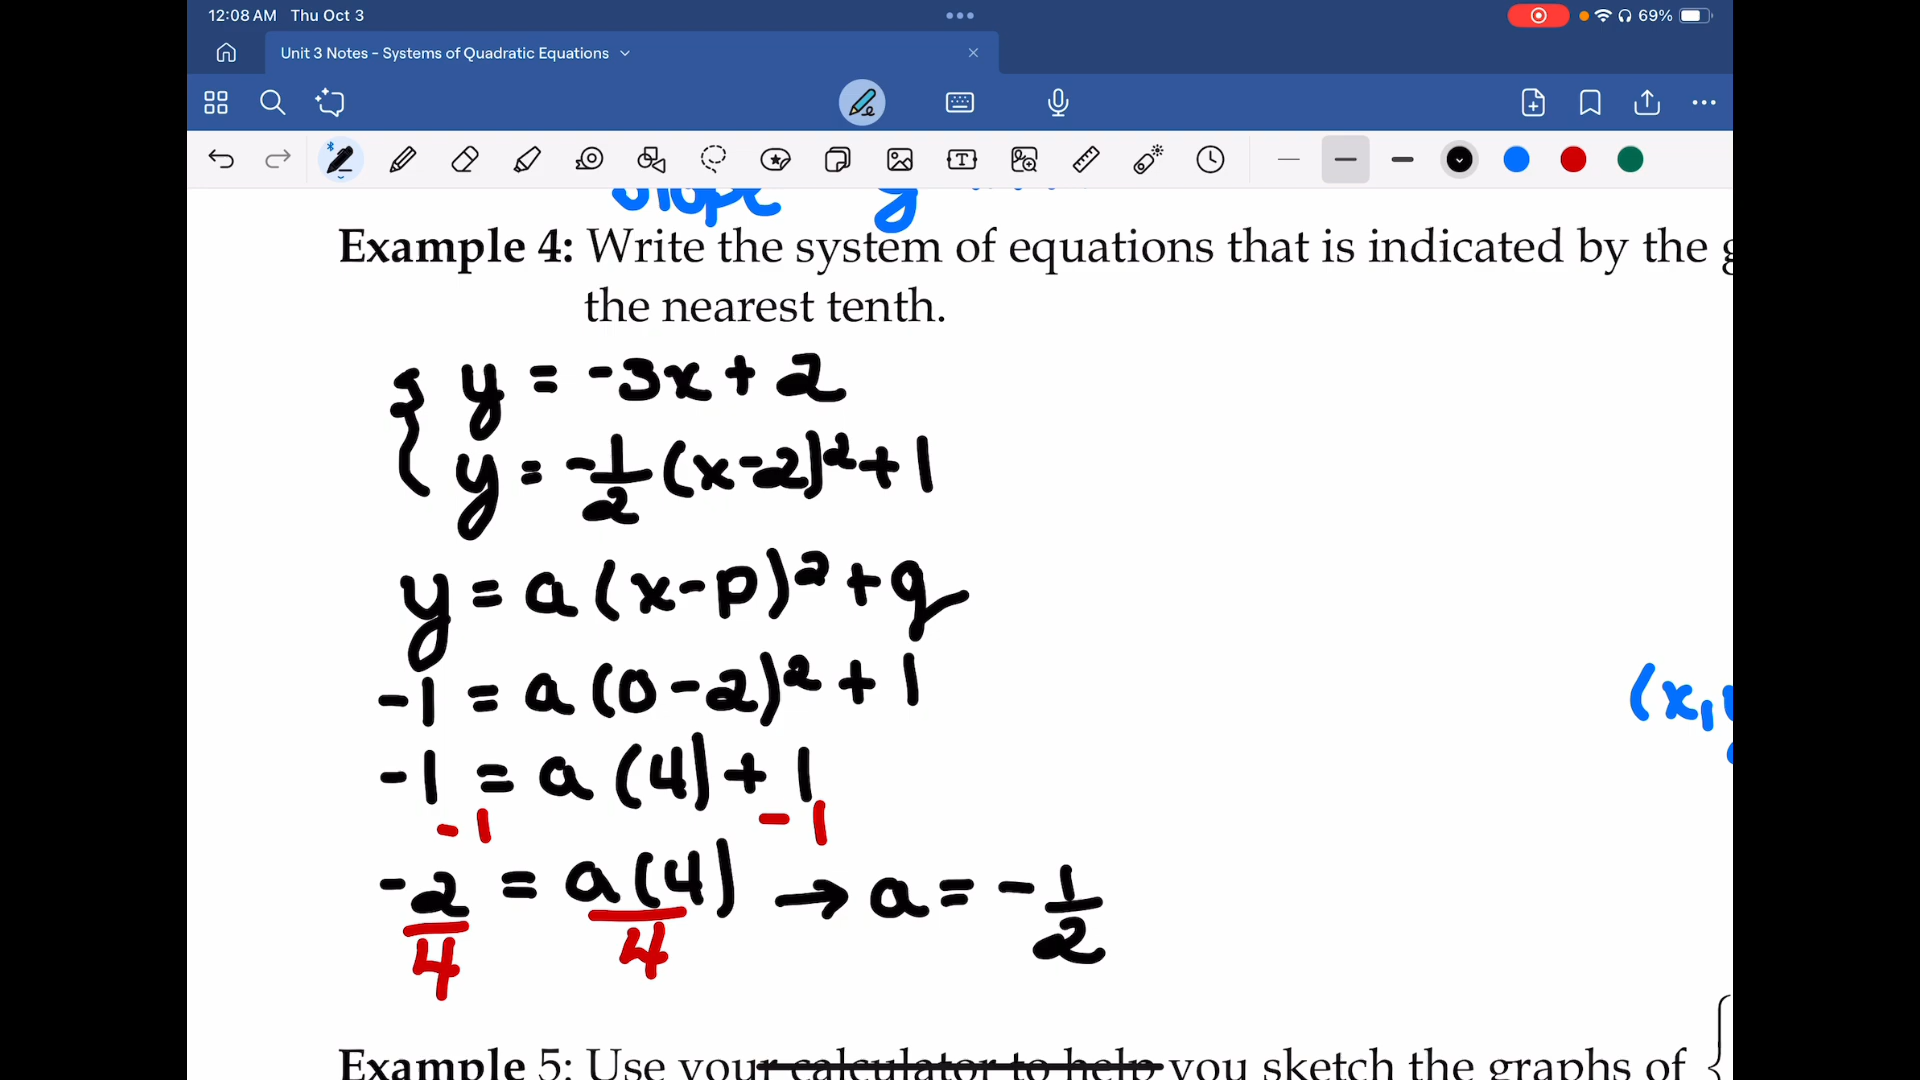 12:08 AM Thu Oct 3
69%
Unit 3 Notes - Systems of Quadratic Equations
slope y
Example 4: Write the system of equations that is indicated by the
the nearest tenth.
{ y = -3x + 2
y = -1/2 (x-2)² + 1
y = a(x-p)² + q
-1 = a(0-2)² + 1
(x,
-1 = a(4) + 1
-1 -1
-2/4 = a(4)/4 → a = -1/2
Example 5: Use your calculator to help you sketch the graphs of {